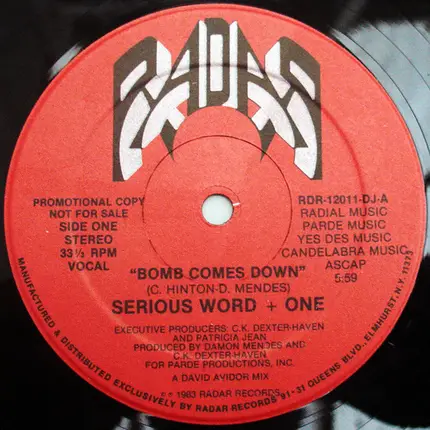 RADAR
PROMOTIONAL COPY
NOT FOR SALE
SIDE ONE
STEREO
33⅓ RPM
VOCAL
RDR-12011-DJ-A
RADIAL MUSIC
PARDE MUSIC
YES DES MUSIC
CANDELABRA MUSIC
ASCAP
5:59
"BOMB COMES DOWN"
(C. HINTON-D. MENDES)
SERIOUS WORD + ONE
EXECUTIVE PRODUCERS: C.K. DEXTER-HAVEN
AND PATRICIA JEAN
PRODUCED BY DAMON MENDES AND
C.K. DEXTER-HAVEN
FOR PARDE PRODUCTIONS, INC.
A DAVID AVIDOR MIX
℗ © 1983 RADAR RECORDS
MANUFACTURED & DISTRIBUTED EXCLUSIVELY BY RADAR RECORDS 81-31 QUEENS BLVD., ELMHURST, N.Y. 11373